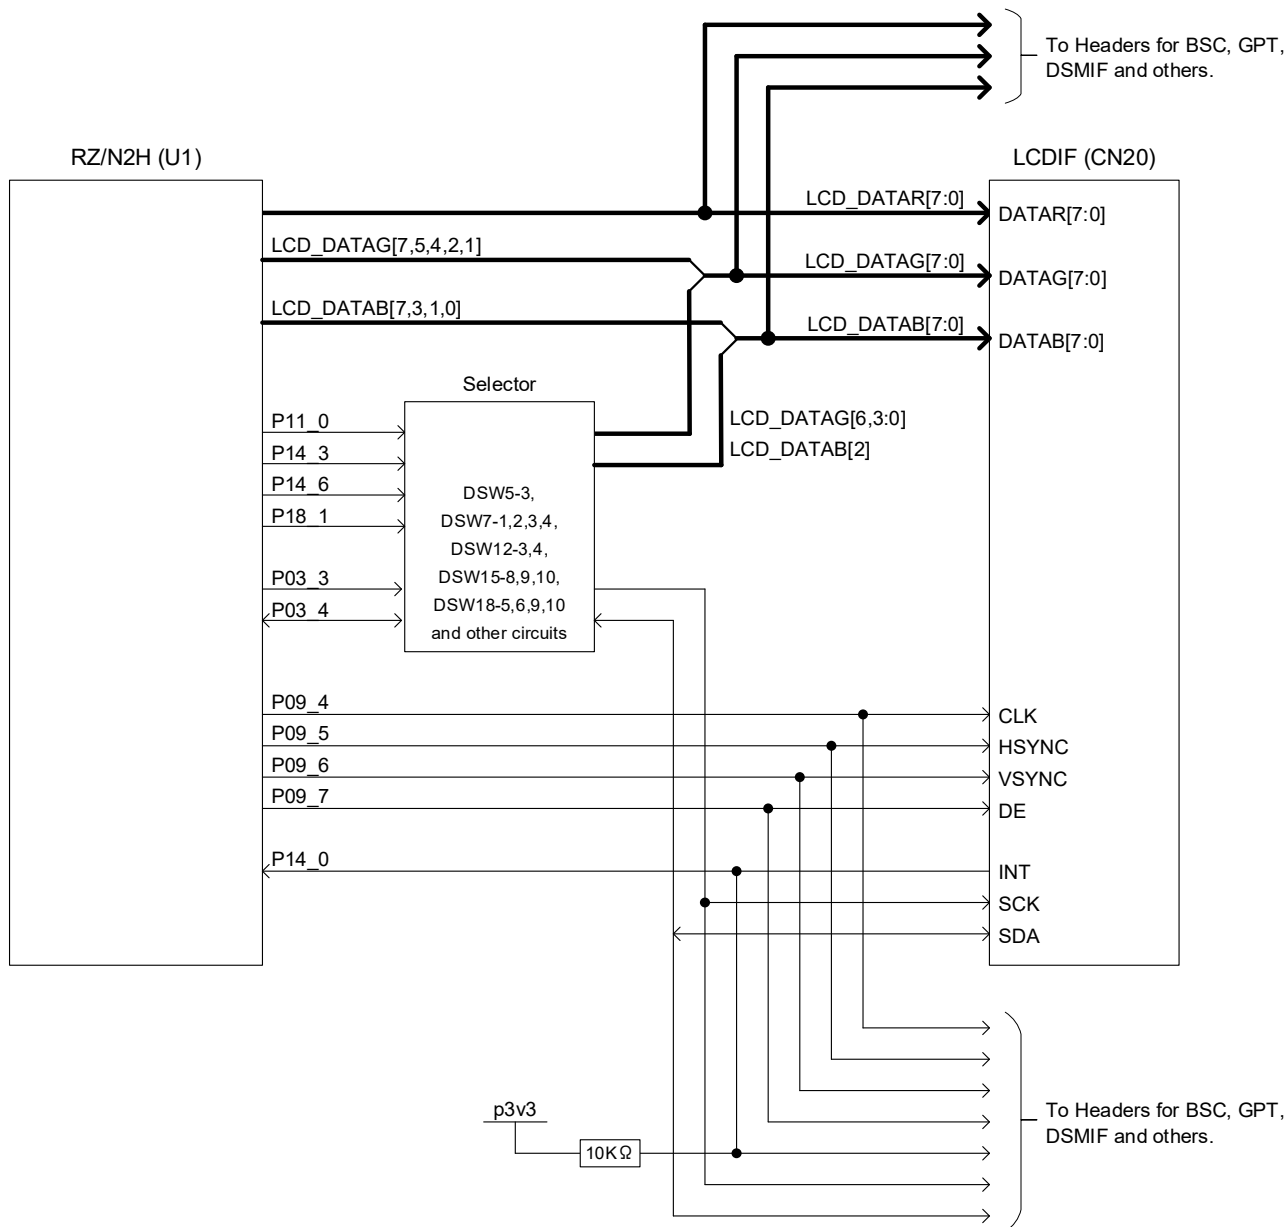 To Headers for BSC, GPT,
DSMIF and others.
RZ/N2H (U1)
LCDIF (CN20)
LCD_DATAR[7:0]
DATAR[7:0]
LCD_DATAG[7,5,4,2,1]
LCD_DATAG[7:0]
DATAG[7:0]
LCD_DATAB[7,3,1,0]
LCD_DATAB[7:0]
DATAB[7:0]
Selector
P11_0
P14_3
P14_6
P18_1
P03_3
P03_4
DSW5-3,
DSW7-1,2,3,4,
DSW12-3,4,
DSW15-8,9,10,
DSW18-5,6,9,10
and other circuits
LCD_DATAG[6,3:0]
LCD_DATAB[2]
P09_4
P09_5
P09_6
P09_7
P14_0
CLK
HSYNC
VSYNC
DE
INT
SCK
SDA
p3v3
10KΩ
To Headers for BSC, GPT,
DSMIF and others.